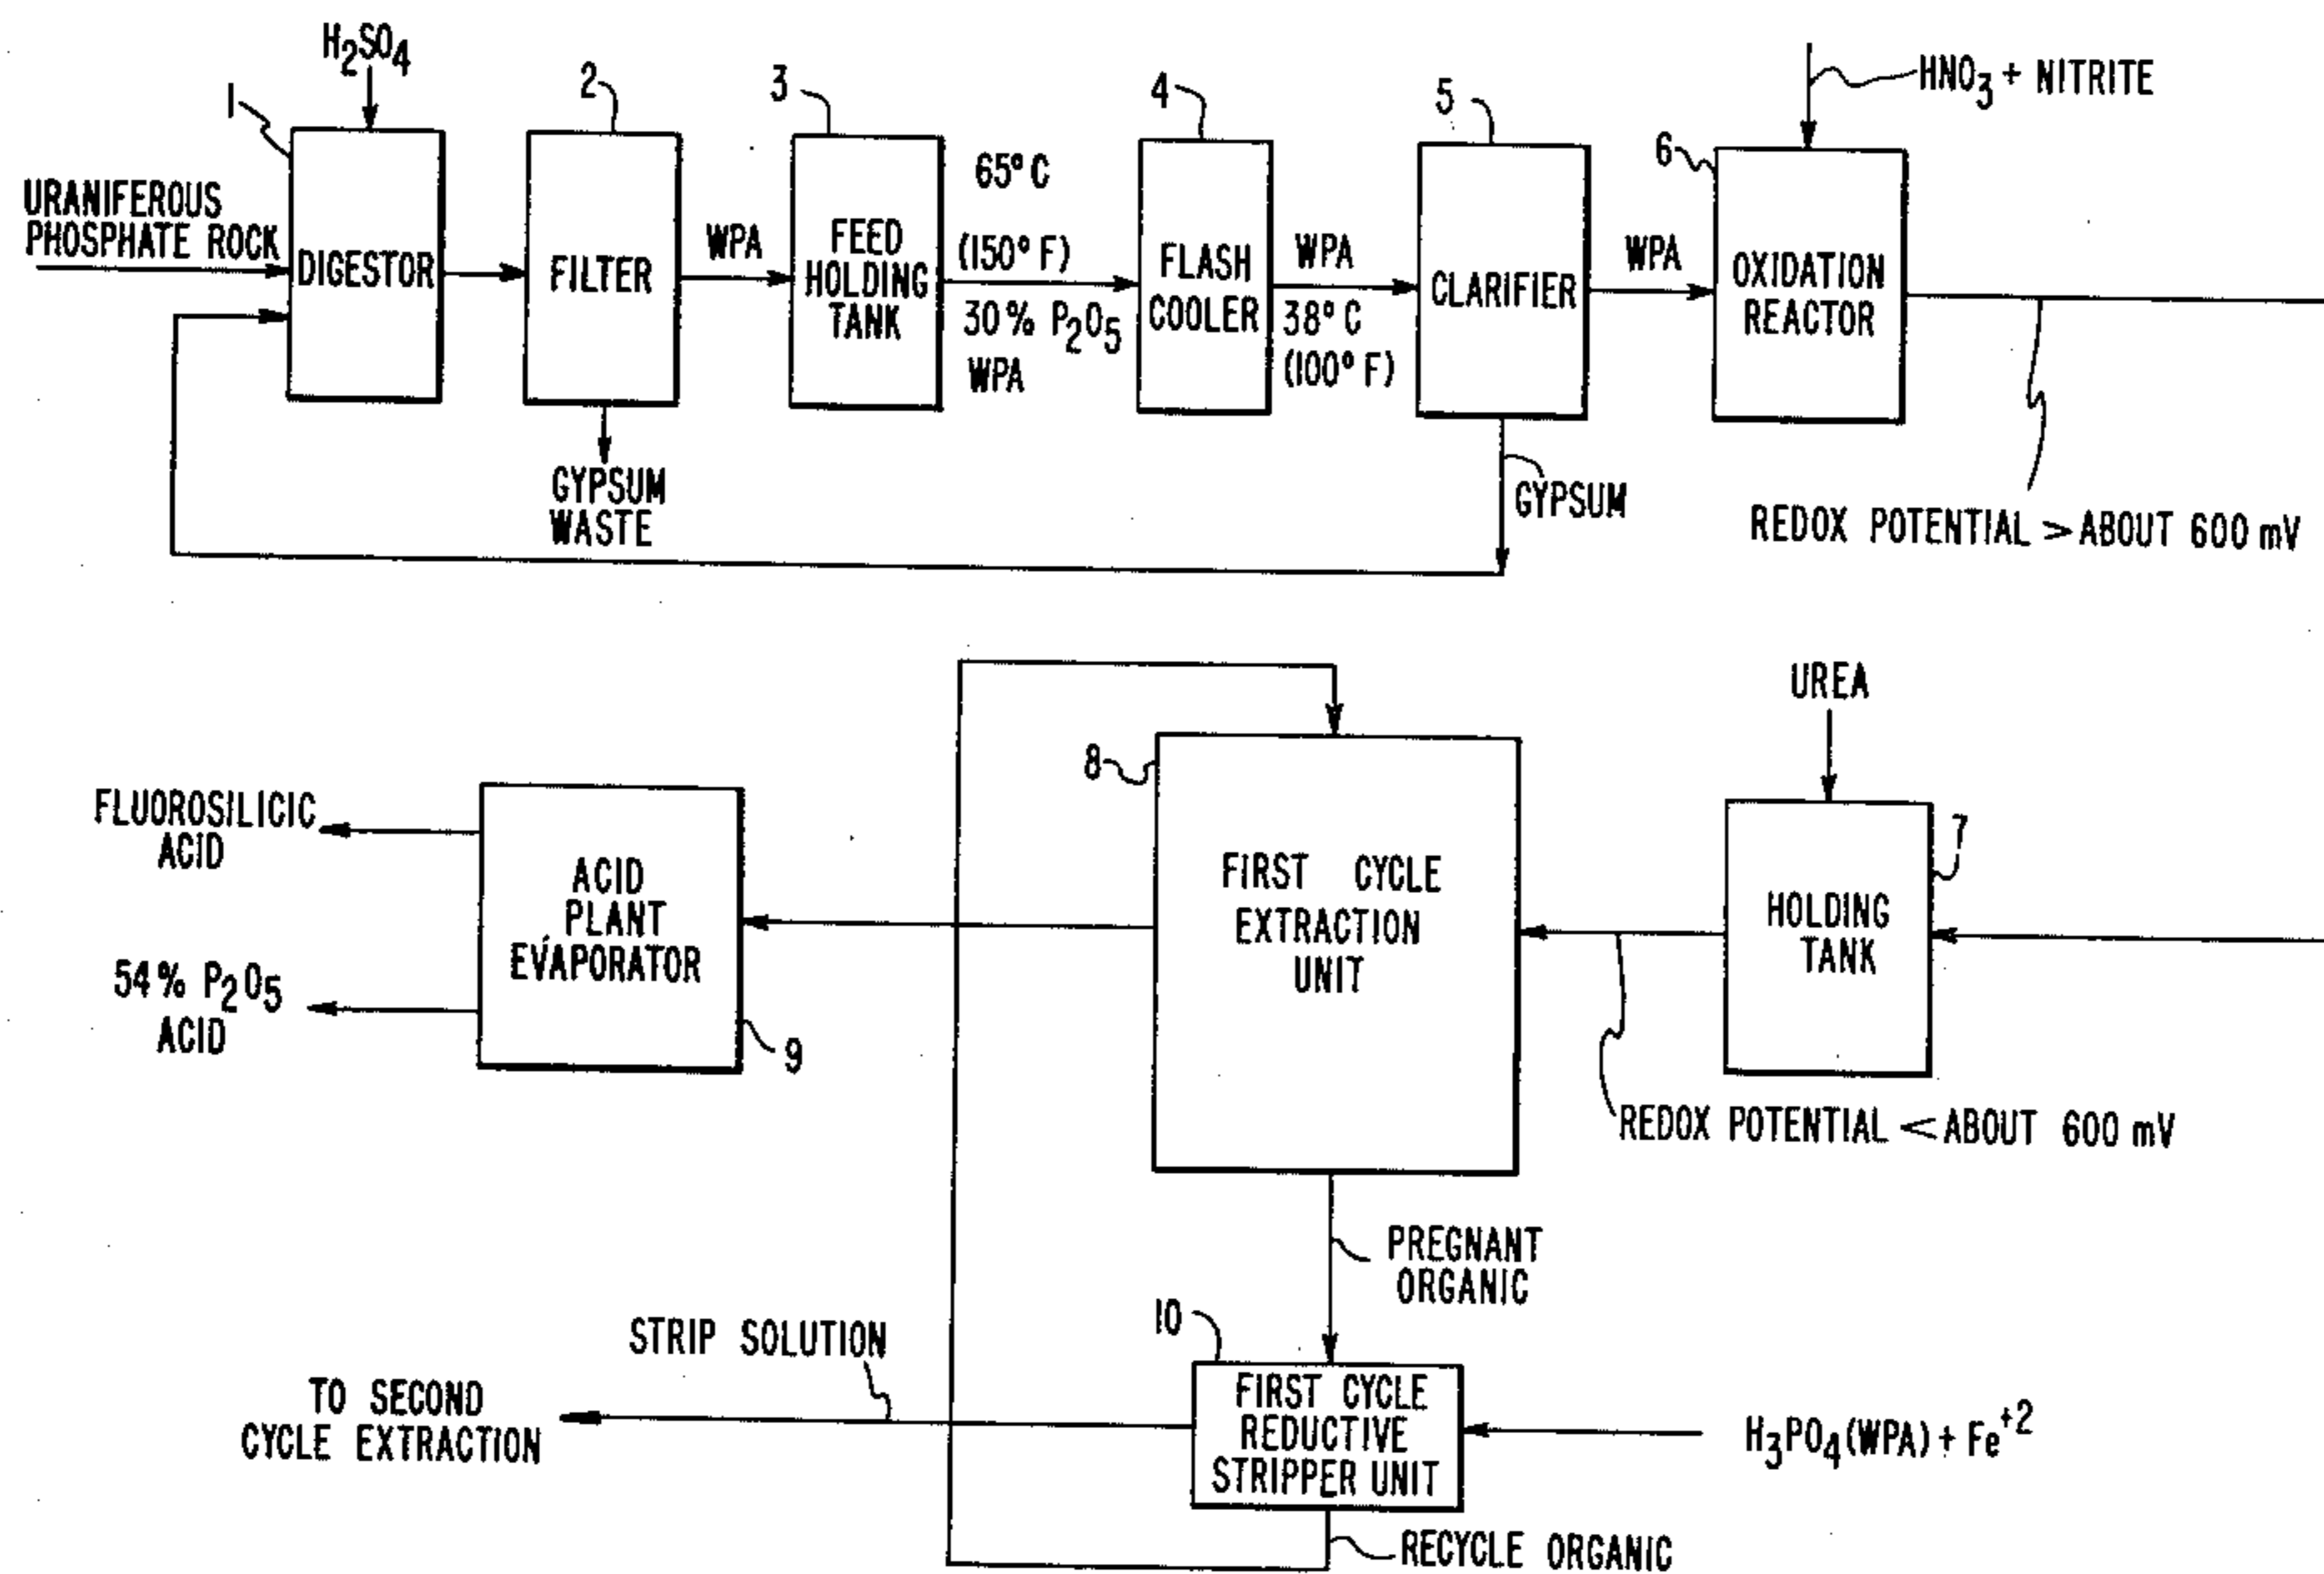 H2SO4
1
2
3
4
5
6
HNO3 + NITRITE
URANIFEROUS
PHOSPHATE ROCK
DIGESTOR
FILTER
WPA
FEED
HOLDING
TANK
65°C
(150°F)
30% P2O5
WPA
FLASH
COOLER
WPA
38°C
(100°F)
CLARIFIER
WPA
OXIDATION
REACTOR
GYPSUM
WASTE
GYPSUM
REDOX POTENTIAL > ABOUT 600 mV
UREA
8
7
FLUOROSILICIC
ACID
54% P2O5
ACID
ACID
PLANT
EVAPORATOR
9
FIRST CYCLE
EXTRACTION
UNIT
HOLDING
TANK
REDOX POTENTIAL < ABOUT 600 mV
PREGNANT
ORGANIC
10
STRIP SOLUTION
TO SECOND
CYCLE EXTRACTION
FIRST CYCLE
REDUCTIVE
STRIPPER UNIT
H3PO4(WPA) + Fe+2
RECYCLE ORGANIC